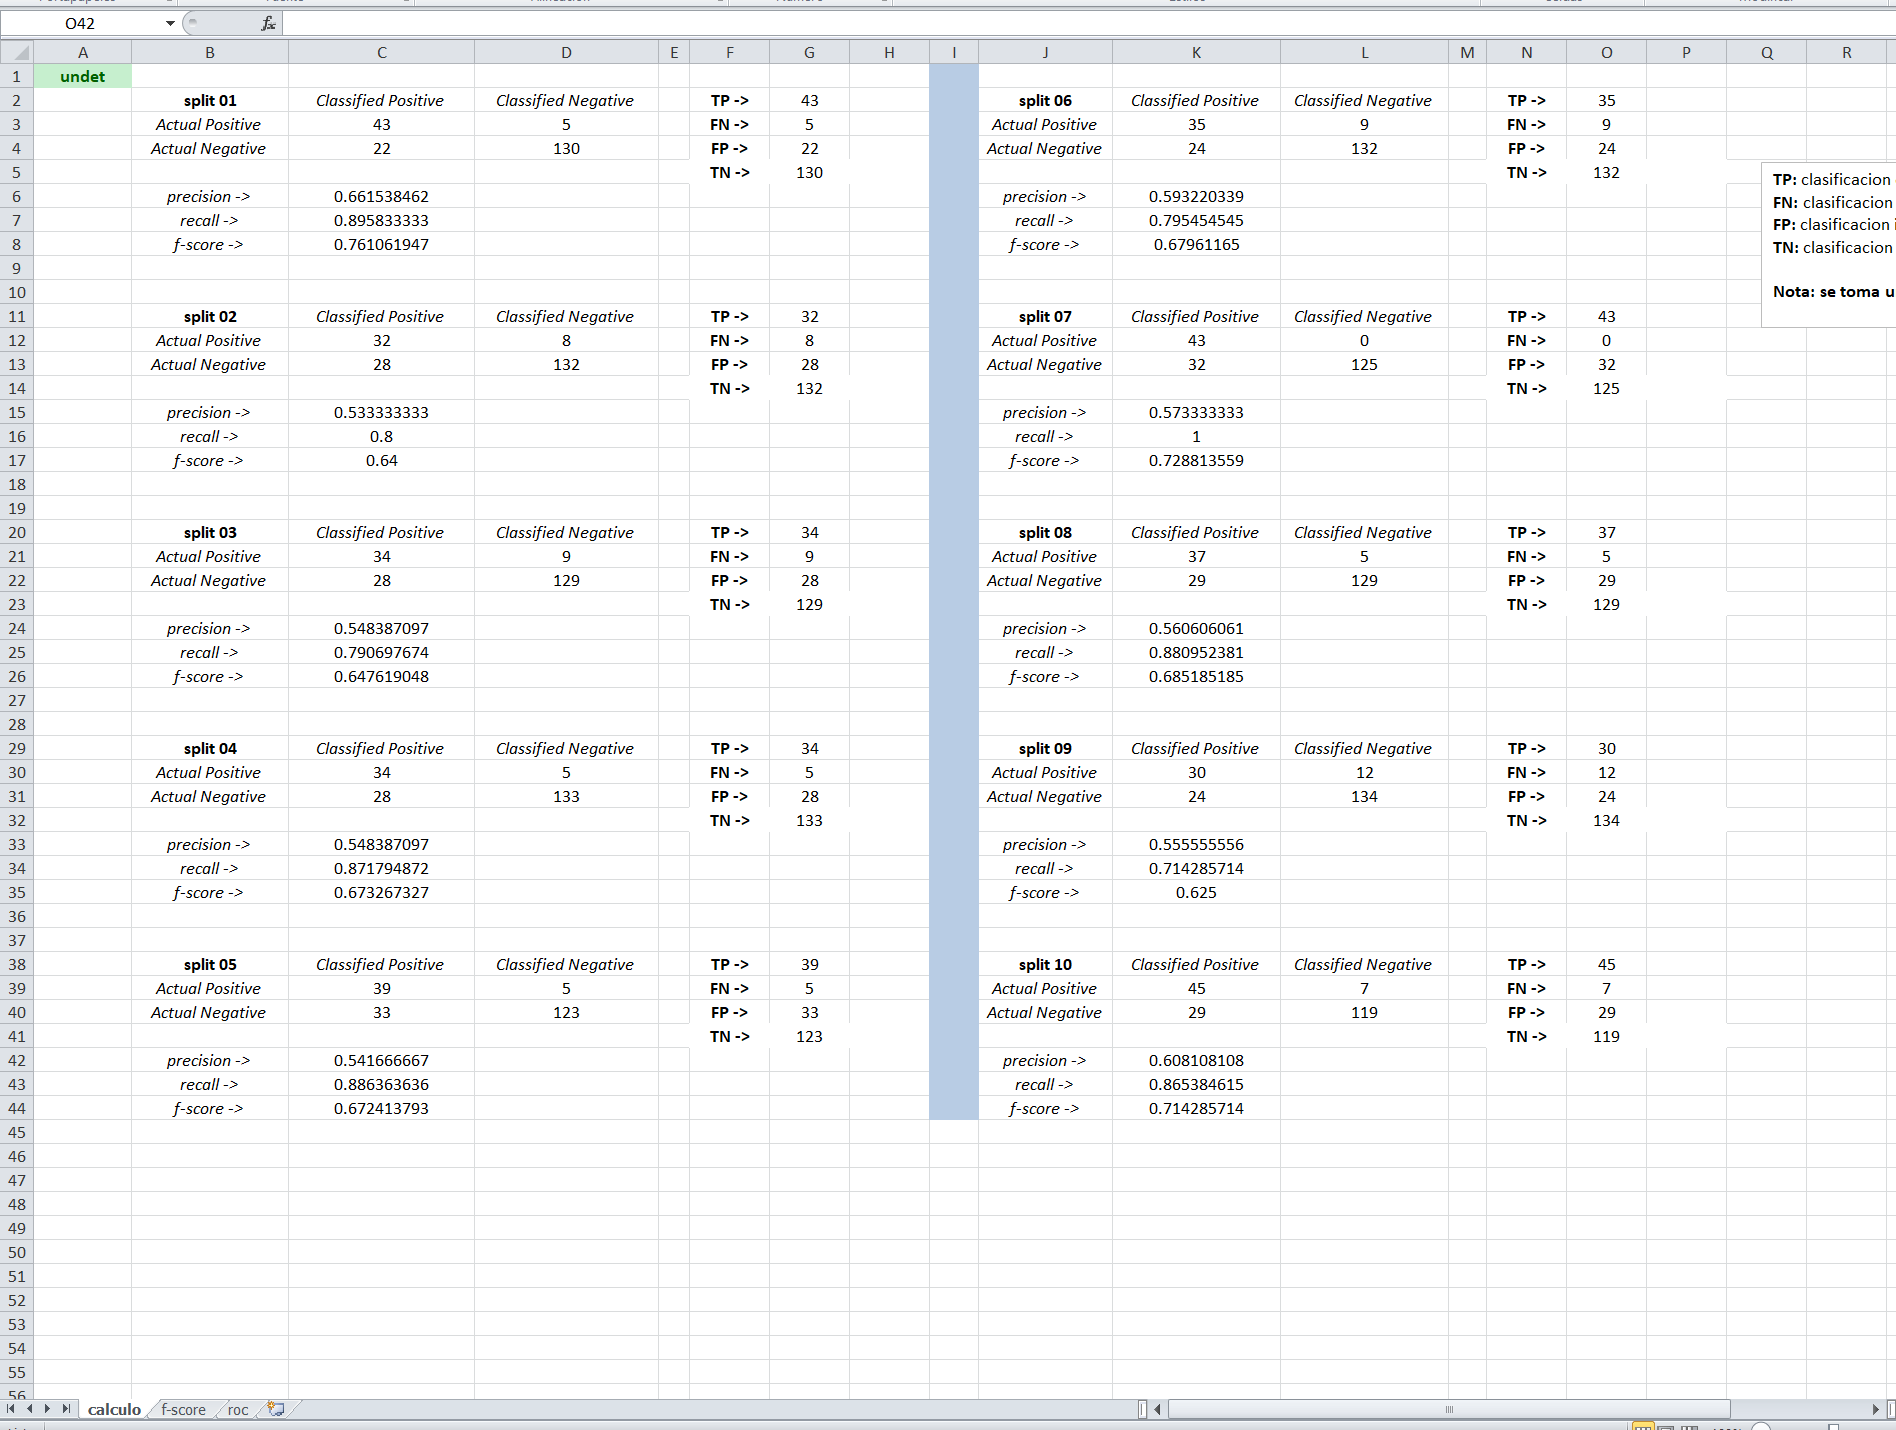 O42 fx
A B C D E F G H I J K L M N O P Q R
1 undet
2 split 01 Classified Positive Classified Negative TP -> 43 split 06 Classified Positive Classified Negative TP -> 35
3 Actual Positive 43 5 FN -> 5 Actual Positive 35 9 FN -> 9
4 Actual Negative 22 130 FP -> 22 Actual Negative 24 132 FP -> 24
5 TN -> 130 TN -> 132
TP: clasificacion
6 precision -> 0.661538462 precision -> 0.593220339
FN: clasificacion
7 recall -> 0.895833333 recall -> 0.795454545
FP: clasificacion i
8 f-score -> 0.761061947 f-score -> 0.67961165
TN: clasificacion
9
10
Nota: se toma u
11 split 02 Classified Positive Classified Negative TP -> 32 split 07 Classified Positive Classified Negative TP -> 43
12 Actual Positive 32 8 FN -> 8 Actual Positive 43 0 FN -> 0
13 Actual Negative 28 132 FP -> 28 Actual Negative 32 125 FP -> 32
14 TN -> 132 TN -> 125
15 precision -> 0.533333333 precision -> 0.573333333
16 recall -> 0.8 recall -> 1
17 f-score -> 0.64 f-score -> 0.728813559
18
19
20 split 03 Classified Positive Classified Negative TP -> 34 split 08 Classified Positive Classified Negative TP -> 37
21 Actual Positive 34 9 FN -> 9 Actual Positive 37 5 FN -> 5
22 Actual Negative 28 129 FP -> 28 Actual Negative 29 129 FP -> 29
23 TN -> 129 TN -> 129
24 precision -> 0.548387097 precision -> 0.560606061
25 recall -> 0.790697674 recall -> 0.880952381
26 f-score -> 0.647619048 f-score -> 0.685185185
27
28
29 split 04 Classified Positive Classified Negative TP -> 34 split 09 Classified Positive Classified Negative TP -> 30
30 Actual Positive 34 5 FN -> 5 Actual Positive 30 12 FN -> 12
31 Actual Negative 28 133 FP -> 28 Actual Negative 24 134 FP -> 24
32 TN -> 133 TN -> 134
33 precision -> 0.548387097 precision -> 0.555555556
34 recall -> 0.871794872 recall -> 0.714285714
35 f-score -> 0.673267327 f-score -> 0.625
36
37
38 split 05 Classified Positive Classified Negative TP -> 39 split 10 Classified Positive Classified Negative TP -> 45
39 Actual Positive 39 5 FN -> 5 Actual Positive 45 7 FN -> 7
40 Actual Negative 33 123 FP -> 33 Actual Negative 29 119 FP -> 29
41 TN -> 123 TN -> 119
42 precision -> 0.541666667 precision -> 0.608108108
43 recall -> 0.886363636 recall -> 0.865384615
44 f-score -> 0.672413793 f-score -> 0.714285714
45
46
47
48
49
50
51
52
53
54
55
56
calculo f-score roc